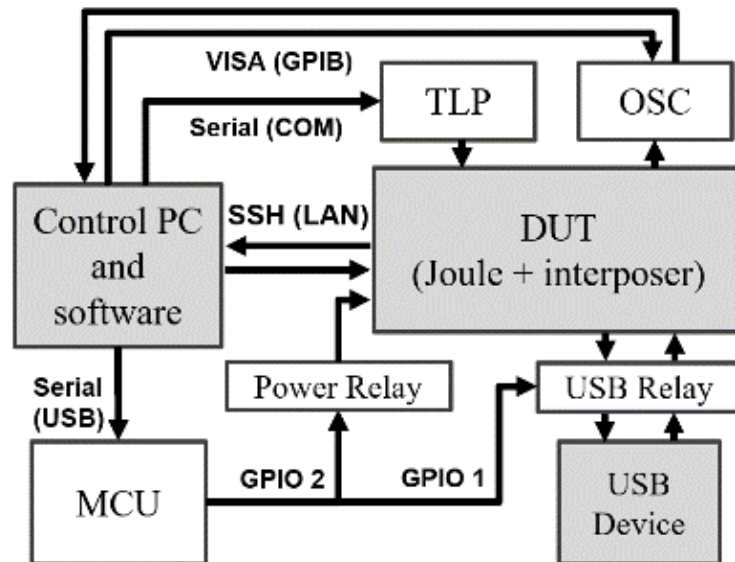 VISA (GPIB)
Serial (COM)
TLP
OSC
Control PC
and
software
SSH (LAN)
DUT
(Joule + interposer)
Serial
(USB)
Power Relay
USB Relay
MCU
GPIO 2
GPIO 1
USB
Device